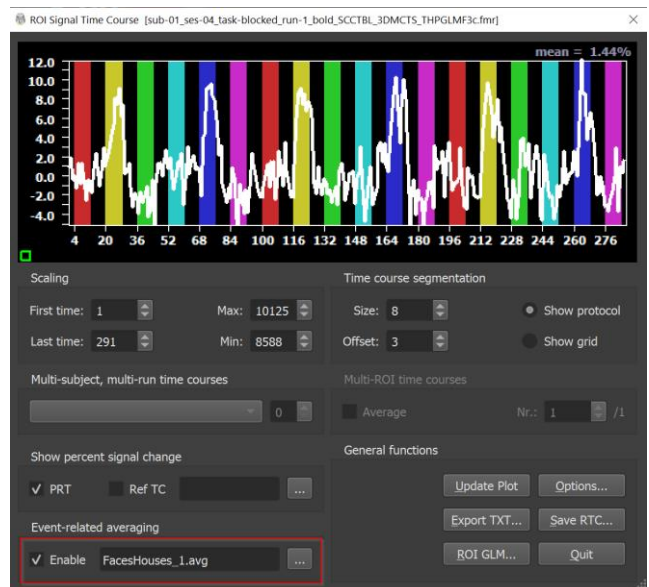 ROI Signal Time Course [sub-01_ses-04_task-blocked_run-1_bold_SCCTBL_3DMCTS_THPGLMF3c.fmr]
mean = 1.44%
12.0
10.0
8.0
6.0
4.0
2.0
0.0
-2.0
-4.0
4 20 36 52 68 84 100 116 132 148 164 180 196 212 228 244 260 276
Scaling
First time: 1 Max: 10125
Last time: 291 Min: 8588
Time course segmentation
Size: 8 Show protocol
Offset: 3 Show grid
Multi-subject, multi-run time courses
0
Multi-ROI time courses
Average Nr.: 1 /1
Show percent signal change
PRT Ref TC ...
Event-related averaging
Enable FacesHouses_1.avg ...
General functions
Update Plot Options...
Export TXT... Save RTC...
ROI GLM... Quit